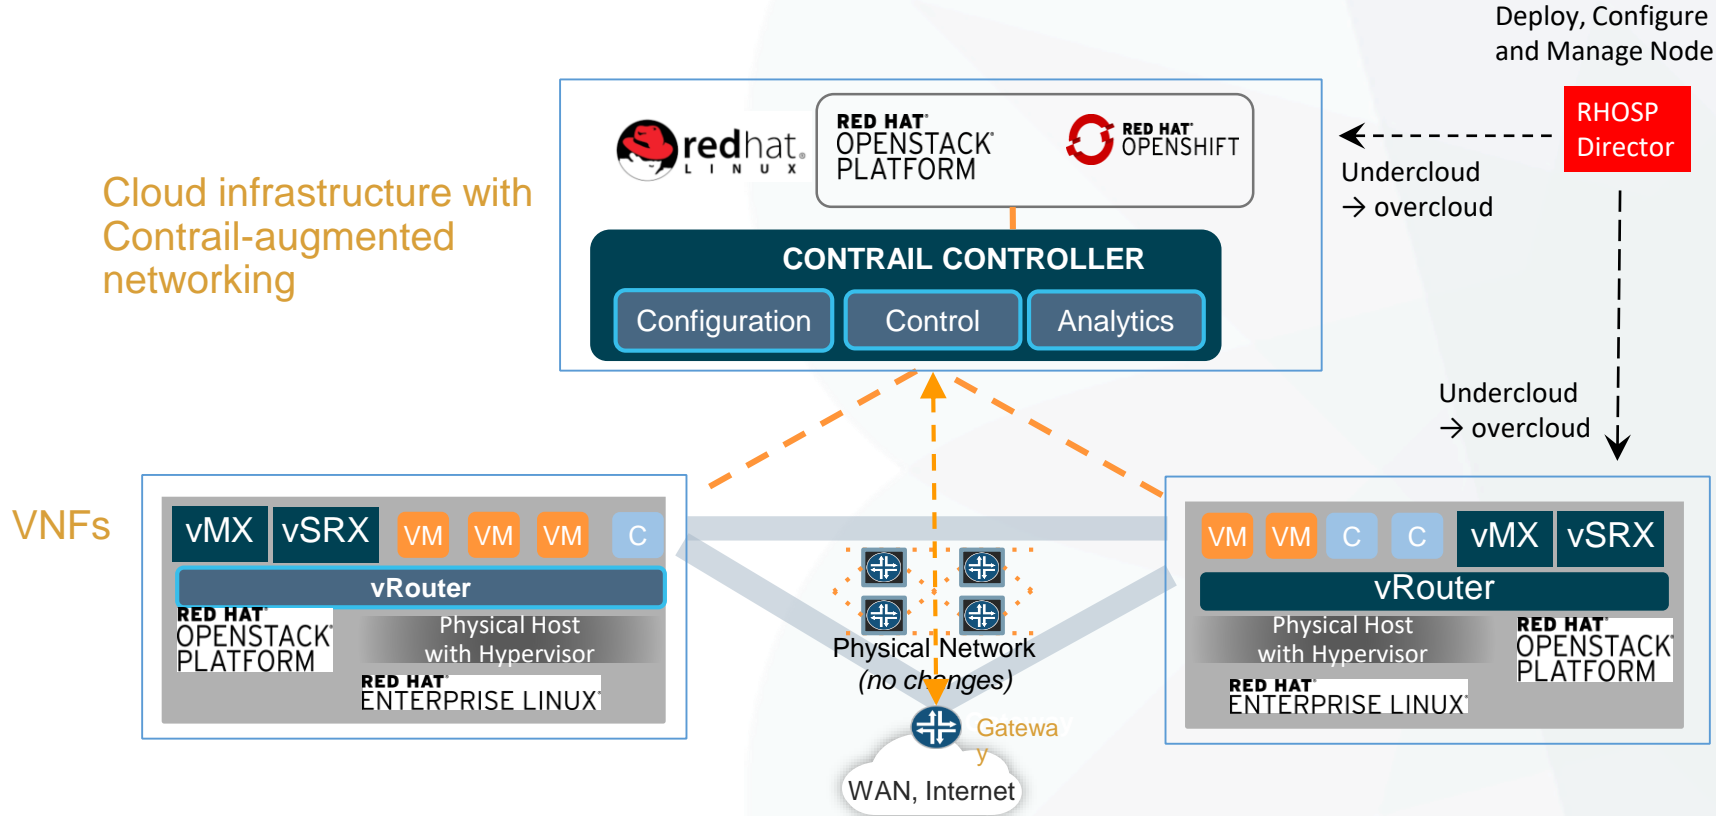 Deploy, Configure
and Manage Node
RHOSP
Director
redhat.
LINUX
RED HAT®
OPENSTACK®
PLATFORM
RED HAT®
OPENSHIFT
Undercloud
→ overcloud
Cloud infrastructure with
Contrail-augmented
networking
CONTRAIL CONTROLLER
Configuration
Control
Analytics
Undercloud
→ overcloud
VNFs
vMX
vSRX
VM
VM
VM
C
vRouter
RED HAT®
OPENSTACK®
PLATFORM
Physical Host
with Hypervisor
RED HAT®
ENTERPRISE LINUX®
Physical Network
(no changes)
Gatewa
y
WAN, Internet
VM
VM
C
C
vMX
vSRX
vRouter
Physical Host
with Hypervisor
RED HAT®
OPENSTACK®
PLATFORM
RED HAT®
ENTERPRISE LINUX®